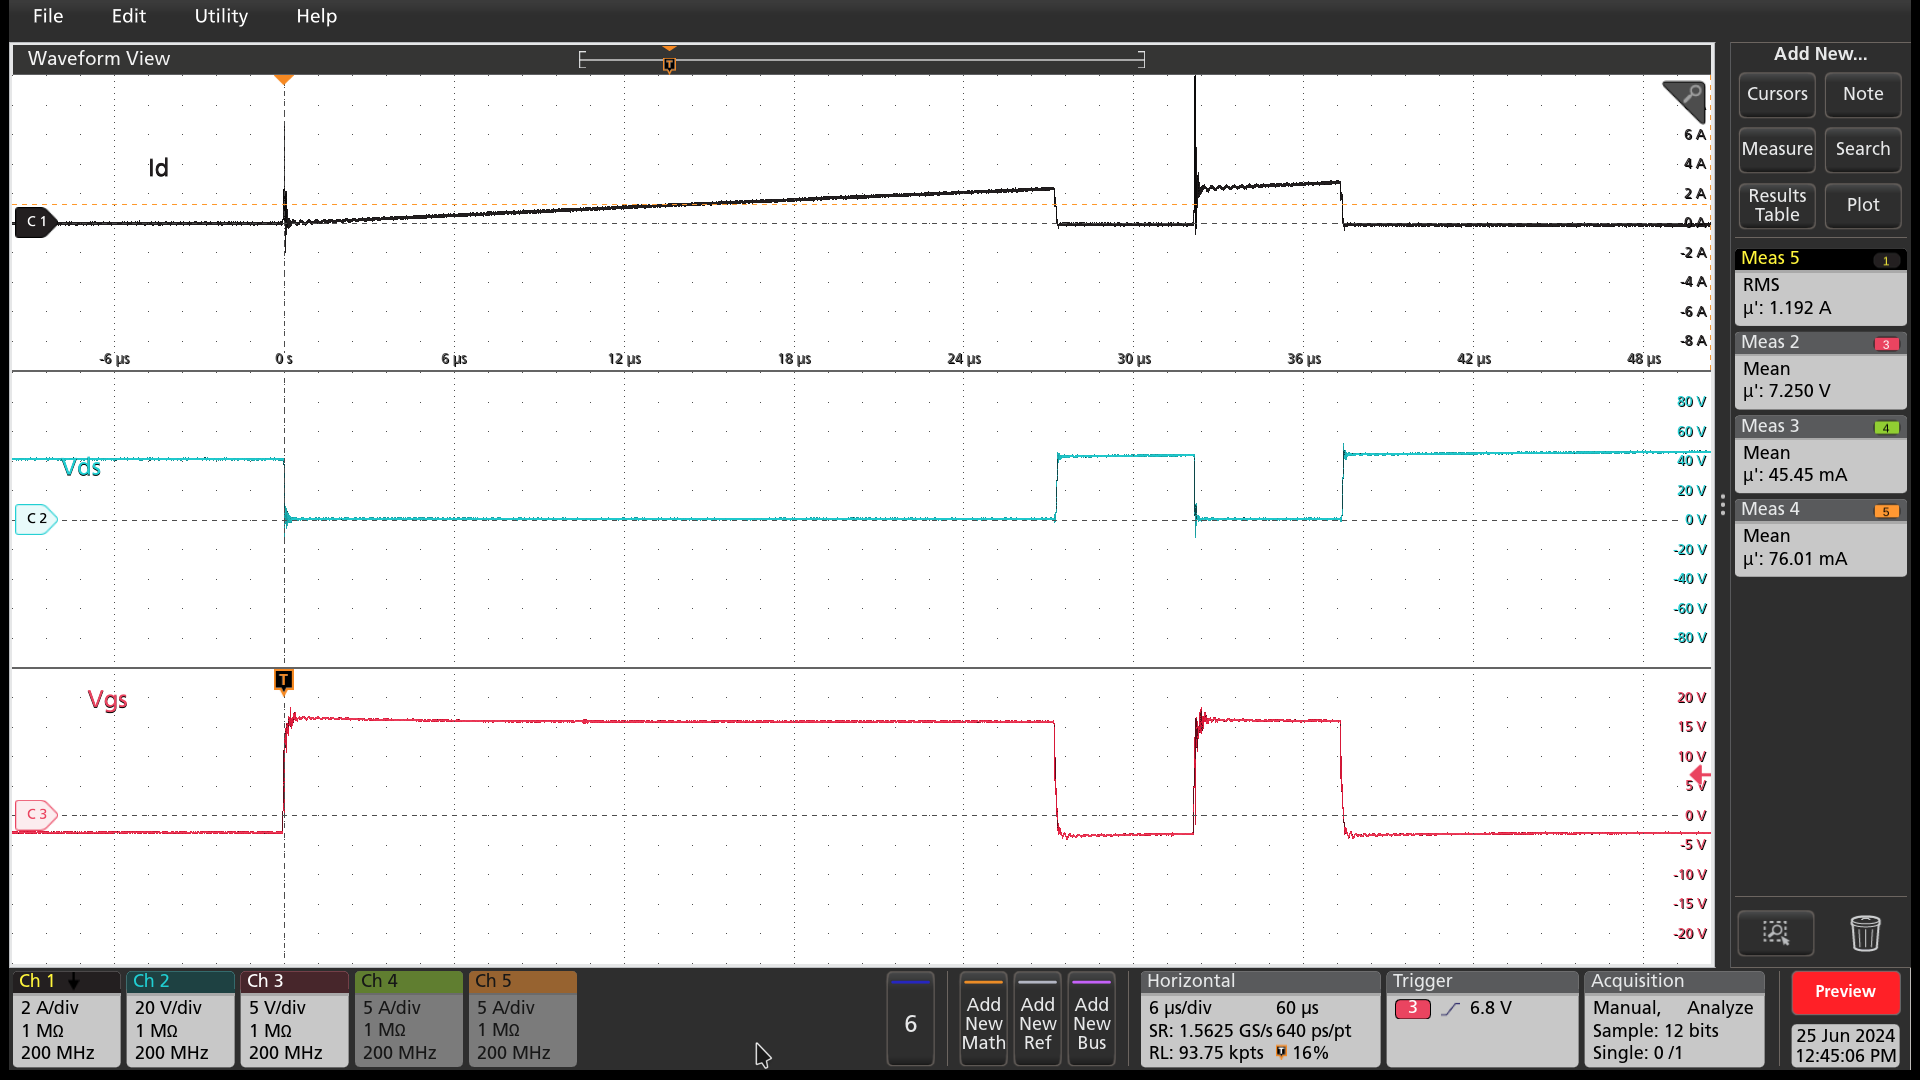 File Edit Utility Help
Waveform View
Add New...
Cursors Note
Measure Search
Results Table Plot
T
Id
6 A
4 A
2 A
C 1
0 A
-2 A
-4 A
-6 A
-8 A
-6 µs 0 s 6 µs 12 µs 18 µs 24 µs 30 µs 36 µs 42 µs 48 µs
Meas 5 1
RMS
µ': 1.192 A
Meas 2 3
Mean
µ': 7.250 V
Meas 3 4
Mean
µ': 45.45 mA
Meas 4 5
Mean
µ': 76.01 mA
80 V
60 V
Vds
40 V
20 V
C 2
0 V
-20 V
-40 V
-60 V
-80 V
T
Vgs
20 V
15 V
10 V
5 V
C 3
0 V
-5 V
-10 V
-15 V
-20 V
Ch 1
2 A/div
1 MΩ
200 MHz
Ch 2
20 V/div
1 MΩ
200 MHz
Ch 3
5 V/div
1 MΩ
200 MHz
Ch 4
5 A/div
1 MΩ
200 MHz
Ch 5
5 A/div
1 MΩ
200 MHz
6
Add New Math
Add New Ref
Add New Bus
Horizontal
6 µs/div 60 µs
SR: 1.5625 GS/s 640 ps/pt
RL: 93.75 kpts T 16%
Trigger
3 6.8 V
Acquisition
Manual, Analyze
Sample: 12 bits
Single: 0 /1
Preview
25 Jun 2024
12:45:06 PM